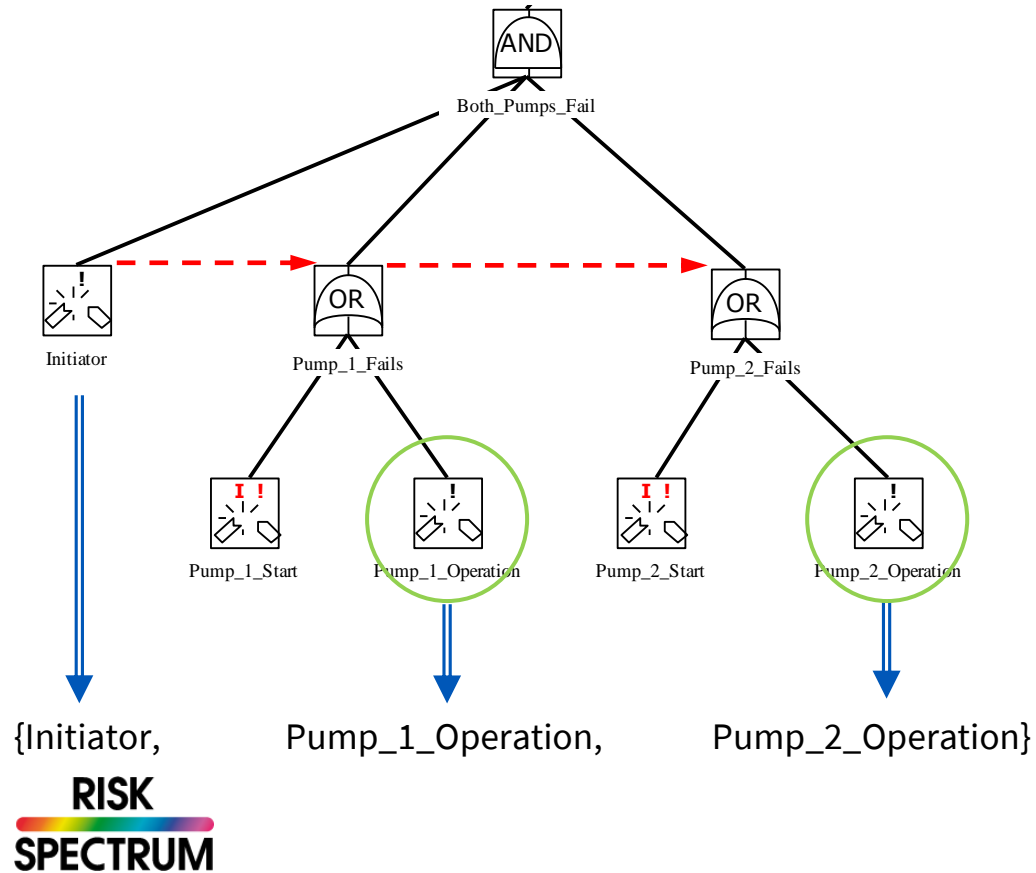 AND
Both_Pumps_Fail
!
Initiator
OR
Pump_1_Fails
OR
Pump_2_Fails
I !
Pump_1_Start
!
Pump_1_Operation
I !
Pump_2_Start
!
Pump_2_Operation
{Initiator, Pump_1_Operation, Pump_2_Operation}
RISK
SPECTRUM